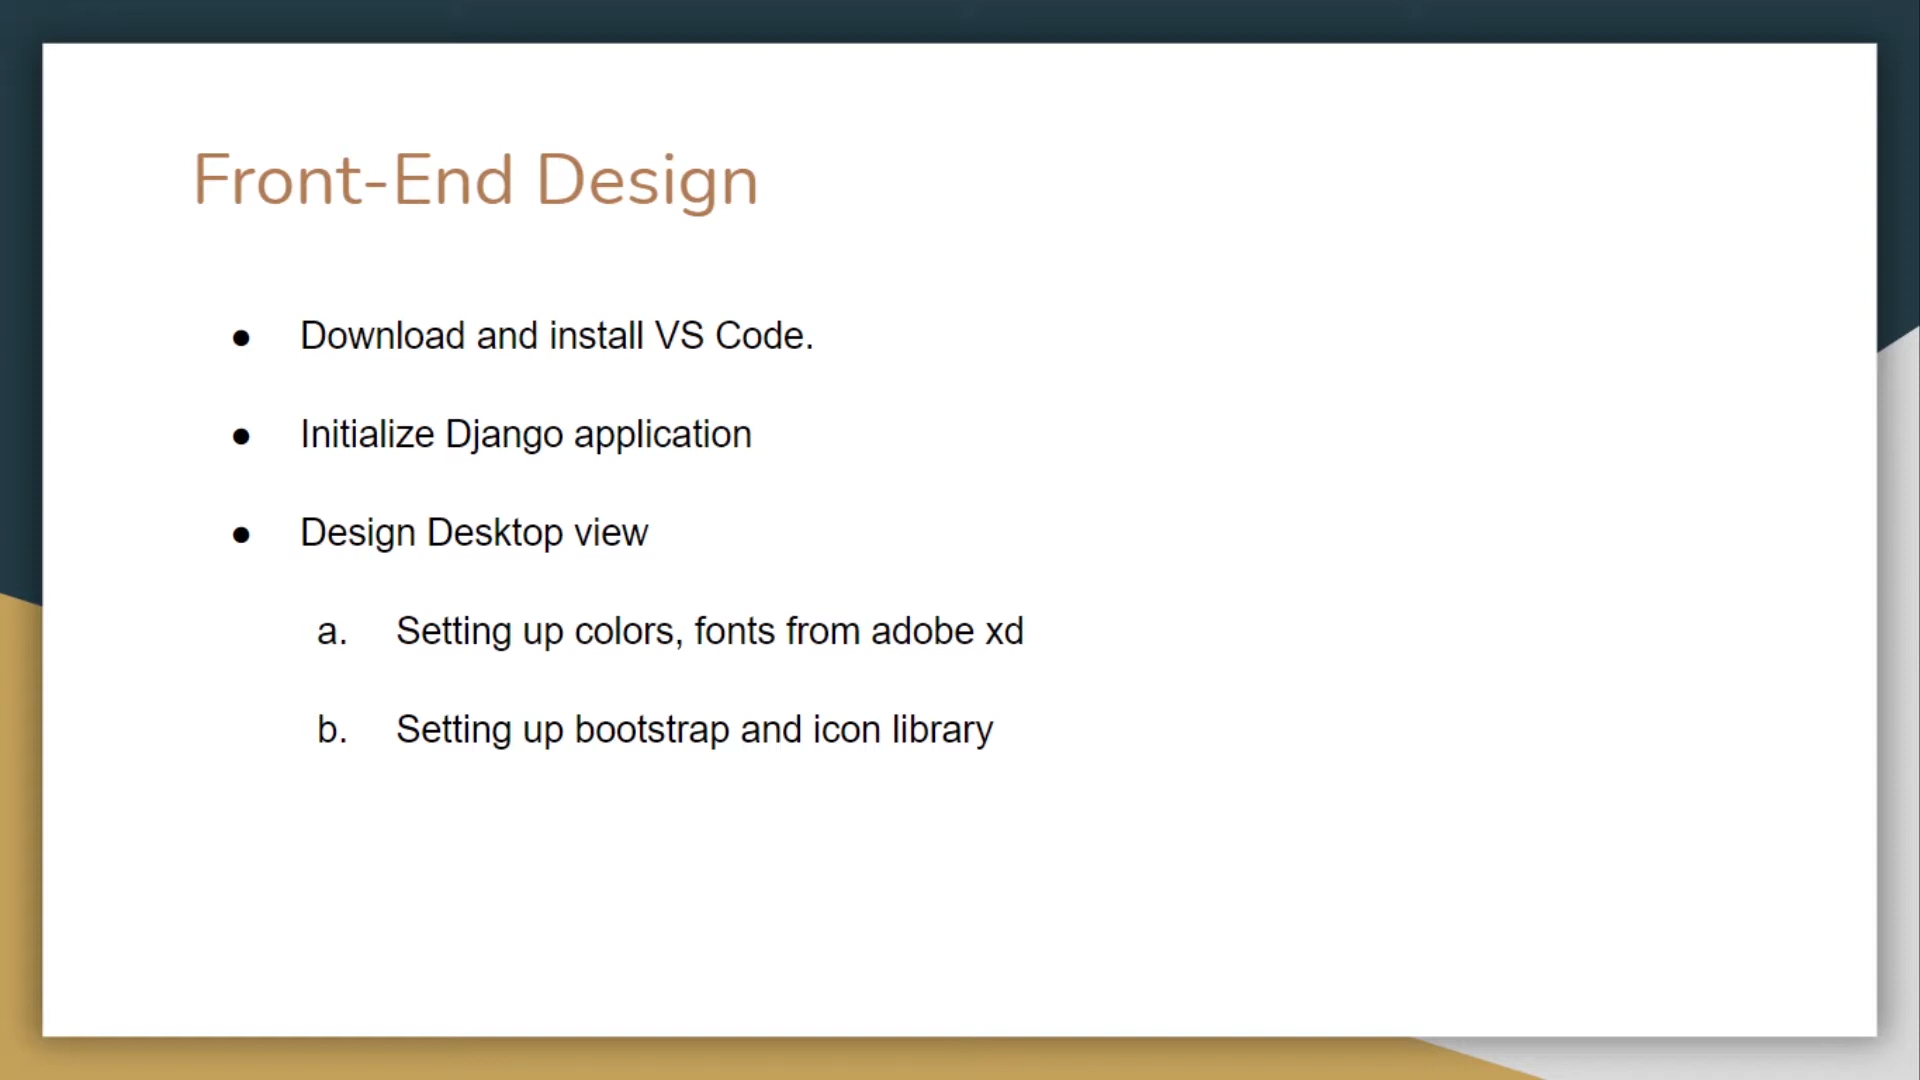 Front-End Design
● Download and install VS Code.
● Initialize Django application
● Design Desktop view
a. Setting up colors, fonts from adobe xd
b. Setting up bootstrap and icon library